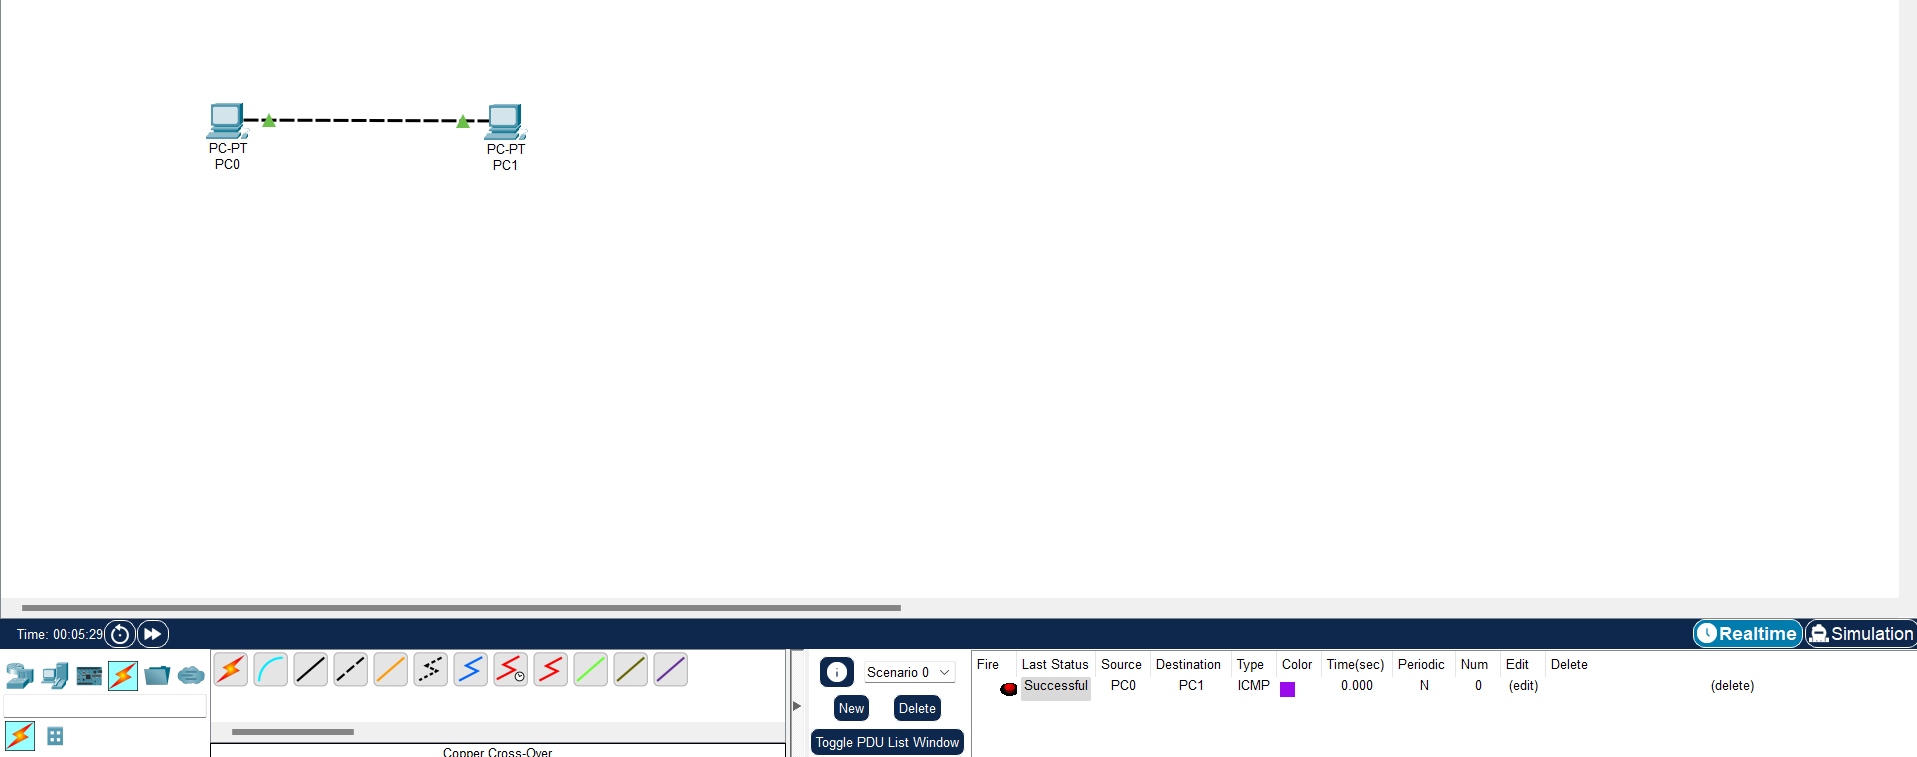 PC-PT
PC0
PC-PT
PC1
Time: 00:05:29
Realtime
Simulation
Scenario 0
New
Delete
Toggle PDU List Window
Copper Cross-Over
Fire Last Status Source Destination Type Color Time(sec) Periodic Num Edit Delete
Successful PC0 PC1 ICMP 0.000 N 0 (edit) (delete)